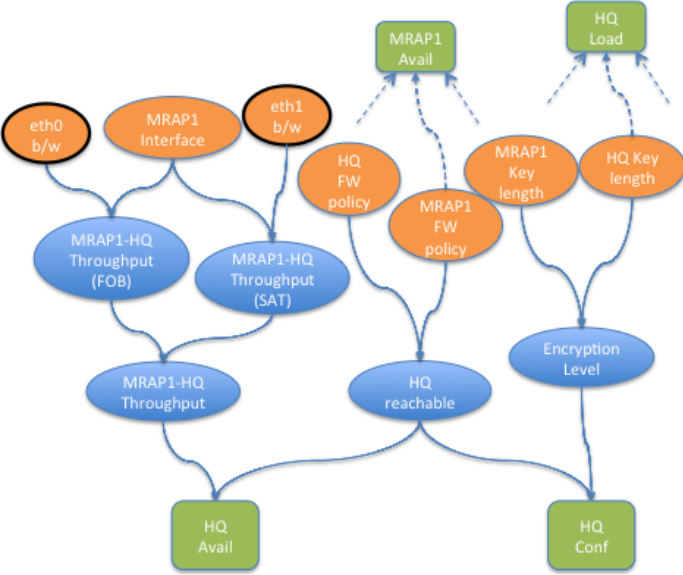 MRAP1
Avail
HQ
Load
eth0
b/w
MRAP1
Interface
eth1
b/w
HQ
FW
policy
MRAP1
FW
policy
MRAP1
Key
length
HQ Key
length
MRAP1-HQ
Throughput
(FOB)
MRAP1-HQ
Throughput
(SAT)
MRAP1-HQ
Throughput
HQ
reachable
Encryption
Level
HQ
Avail
HQ
Conf